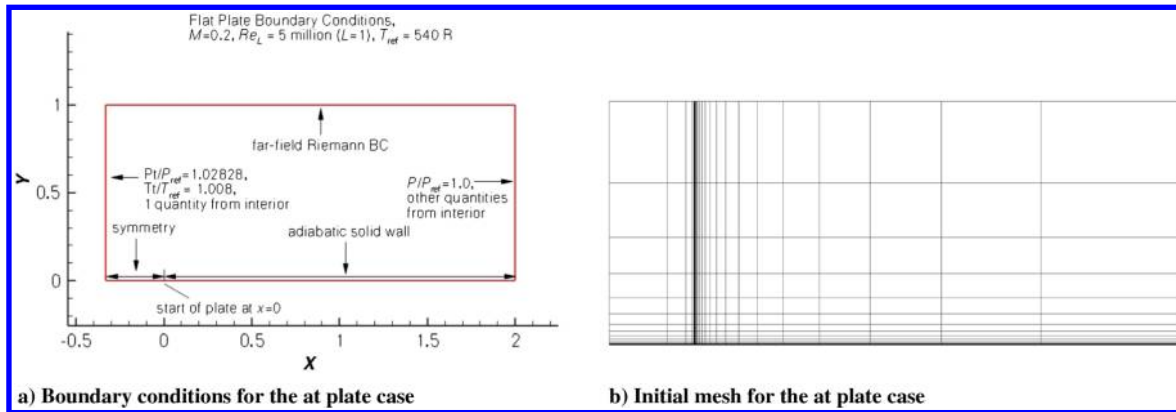 Flat Plate Boundary Conditions,
M=0.2, Re_L = 5 million (L=1), T_ref = 540 R
1
far-field Riemann BC
Y
Pt/P_ref=1.02828,
Tt/T_ref = 1.008,
1 quantity from interior
P/P_ref=1.0,
other quantities
from interior
0.5
symmetry
adiabatic solid wall
0
start of plate at x=0
-0.5 0 0.5 1 1.5 2
X
a) Boundary conditions for the at plate case
b) Initial mesh for the at plate case